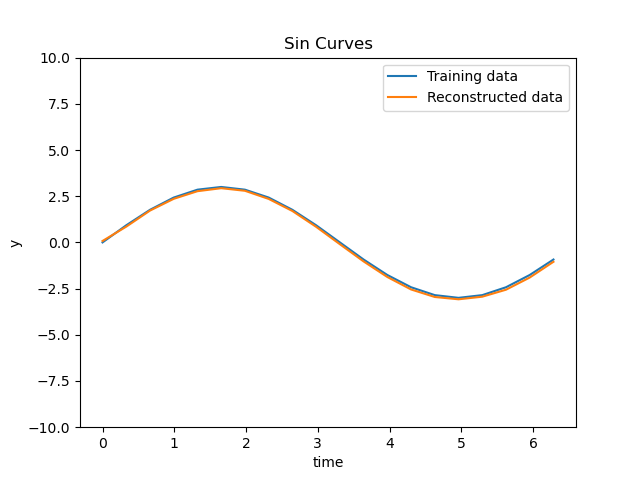 Sin Curves
10.0
7.5
5.0
2.5
0.0
−2.5
−5.0
−7.5
−10.0
y
Training data
Reconstructed data
0 1 2 3 4 5 6
time